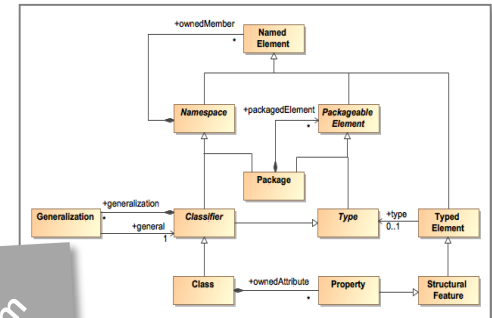 +ownedMember
*
Named
Element
Namespace
+packagedElement
*
Packageable
Element
Package
Generalization
+generalization
*
+general
1
Classifier
Type
+type
0..1
Typed
Element
Class
+ownedAttribute
*
Property
Structural
Feature